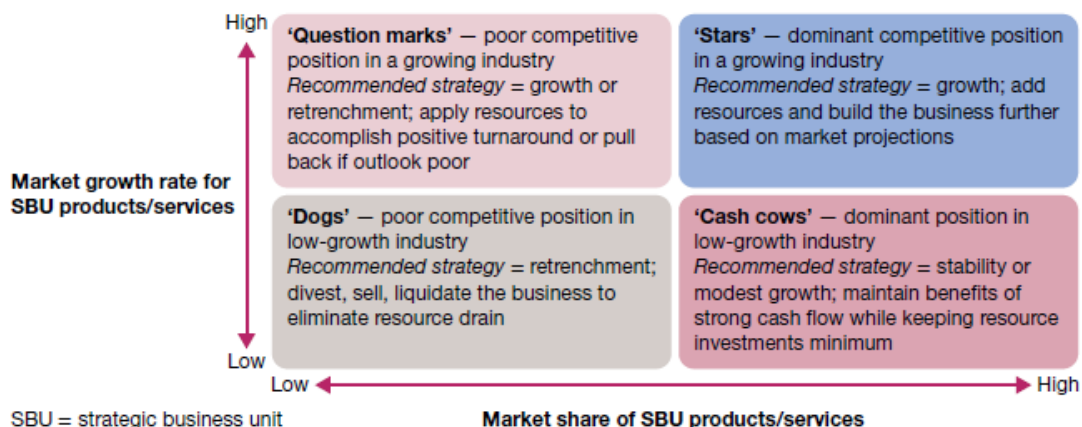 High
‘Question marks’ — poor competitive
position in a growing industry
Recommended strategy = growth or
retrenchment; apply resources to
accomplish positive turnaround or pull
back if outlook poor
‘Stars’ — dominant competitive position
in a growing industry
Recommended strategy = growth; add
resources and build the business further
based on market projections
Market growth rate for
SBU products/services
‘Dogs’ — poor competitive position in
low-growth industry
Recommended strategy = retrenchment;
divest, sell, liquidate the business to
eliminate resource drain
‘Cash cows’ — dominant position in
low-growth industry
Recommended strategy = stability or
modest growth; maintain benefits of
strong cash flow while keeping resource
investments minimum
Low
Low
High
SBU = strategic business unit
Market share of SBU products/services